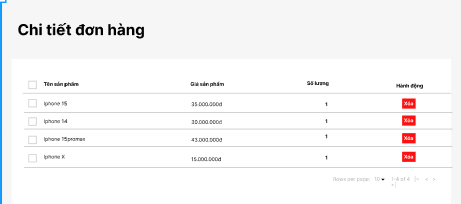 Chi tiết đơn hàng
Tên sản phẩm Giá sản phẩm Số lượng Hành động
Iphone 15 35.000.000đ 1 Xóa
Iphone 14 30.000.000đ 1 Xóa
Iphone 15promax 43.000.000đ 1 Xóa
Iphone X 15.000.000đ 1 Xóa
Rows per page: 10 1-4 of 4 |< < >
>|